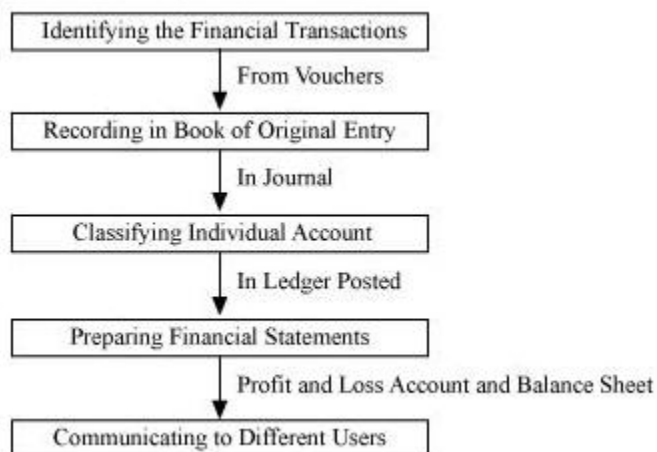 Identifying the Financial Transactions
From Vouchers
Recording in Book of Original Entry
In Journal
Classifying Individual Account
In Ledger Posted
Preparing Financial Statements
Profit and Loss Account and Balance Sheet
Communicating to Different Users